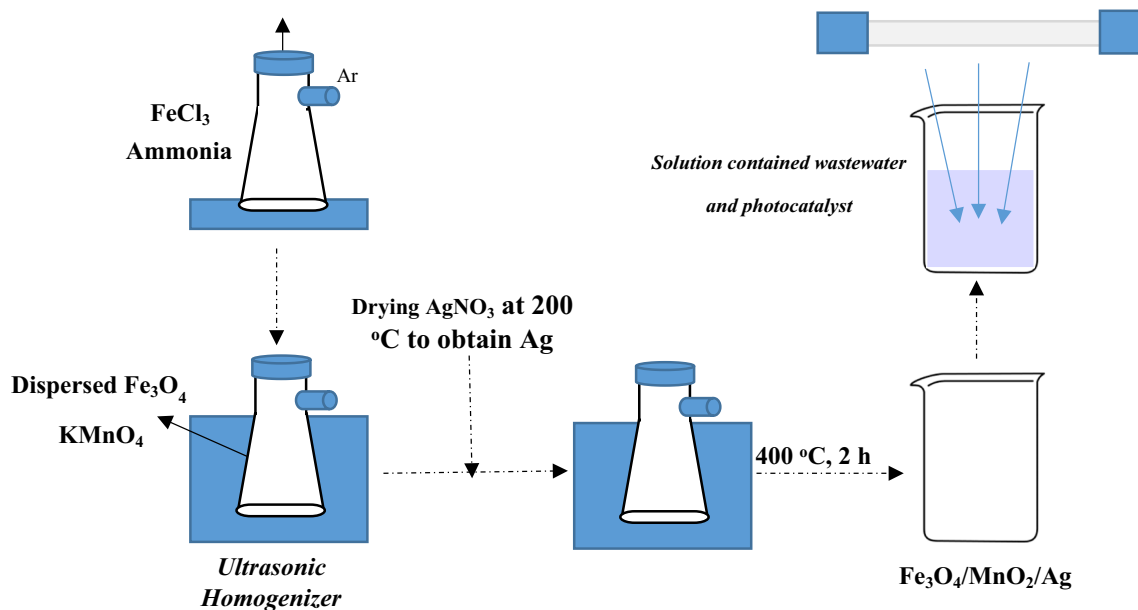 Ar
FeCl₃
Ammonia
Solution contained wastewater
and photocatalyst
Drying AgNO₃ at 200
ºC to obtain Ag
Dispersed Fe₃O₄
KMnO₄
400 ºC, 2 h
Ultrasonic
Homogenizer
Fe₃O₄/MnO₂/Ag